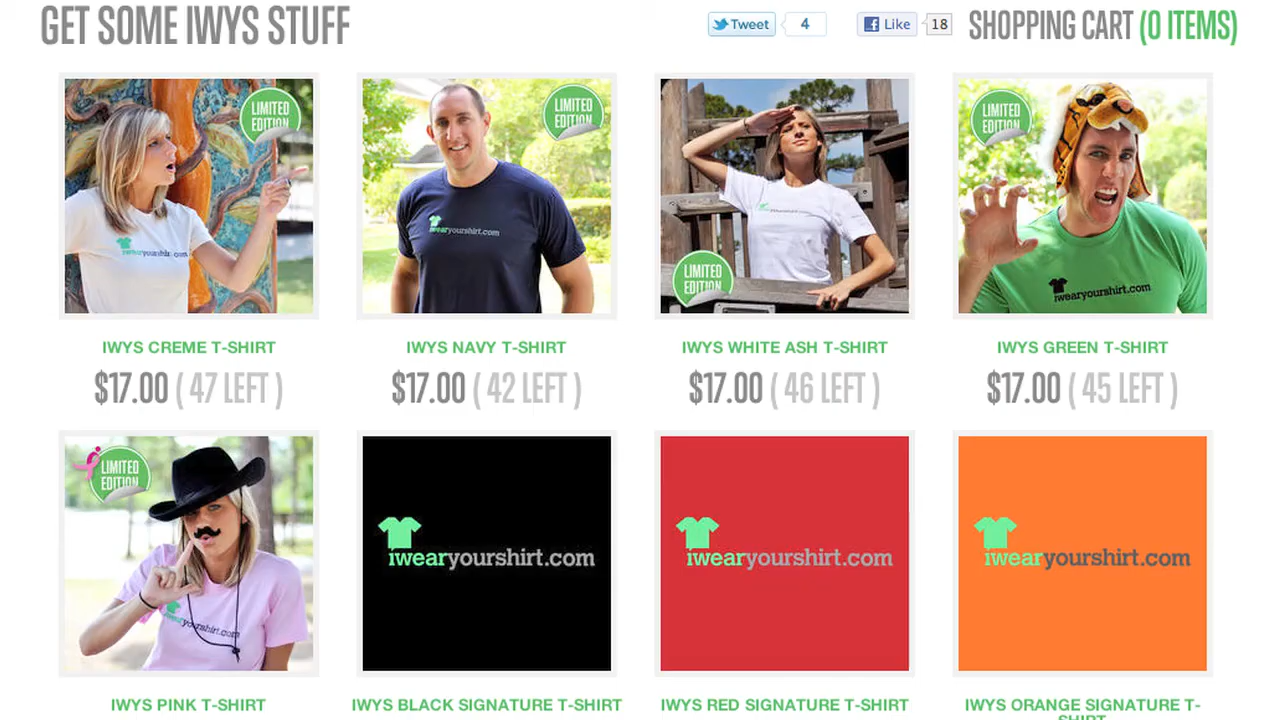 GET SOME IWYS STUFF
Tweet 4 Like 18 SHOPPING CART (0 ITEMS)
LIMITED EDITION
iwearyourshirt.com
LIMITED EDITION
iwearyourshirt.com
LIMITED EDITION
iwearyourshirt.com
LIMITED EDITION
iwearyourshirt.com
IWYS CREME T-SHIRT IWYS NAVY T-SHIRT IWYS WHITE ASH T-SHIRT IWYS GREEN T-SHIRT
$17.00 ( 47 LEFT ) $17.00 ( 42 LEFT ) $17.00 ( 46 LEFT ) $17.00 ( 45 LEFT )
LIMITED EDITION
iwearyourshirt.com
iwearyourshirt.com
iwearyourshirt.com
iwearyourshirt.com
IWYS PINK T-SHIRT IWYS BLACK SIGNATURE T-SHIRT IWYS RED SIGNATURE T-SHIRT IWYS ORANGE SIGNATURE T-
SHIRT